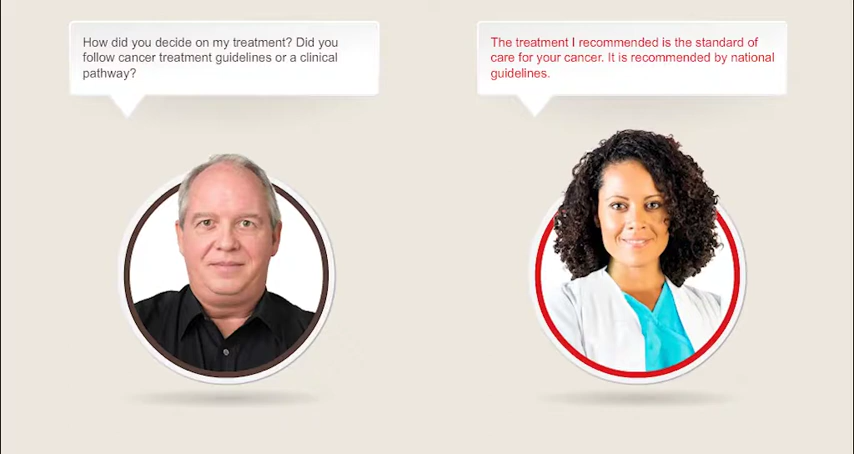 How did you decide on my treatment? Did you
follow cancer treatment guidelines or a clinical
pathway?
The treatment I recommended is the standard of
care for your cancer. It is recommended by national
guidelines.